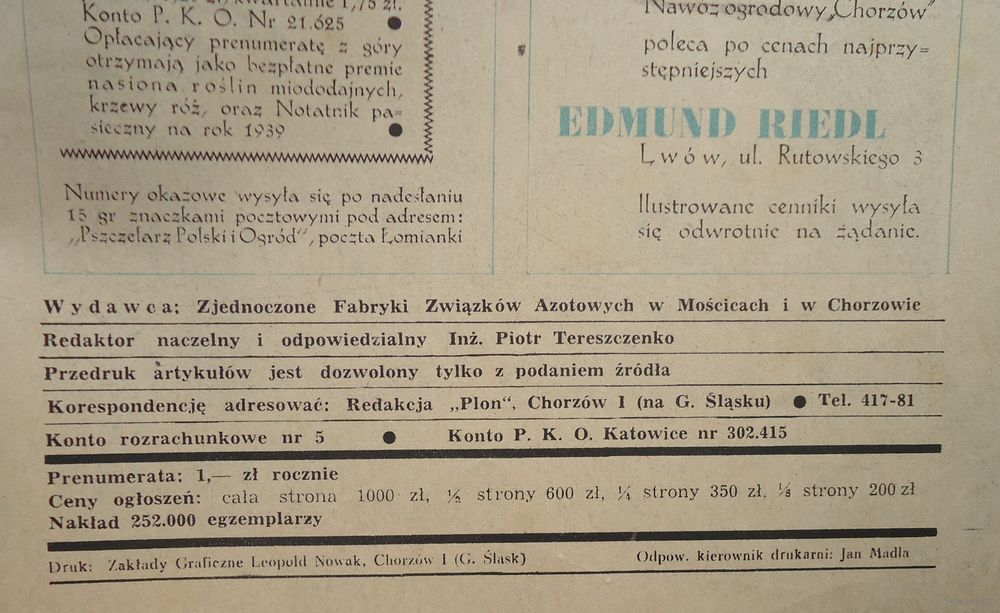 kwartalnie 1,75 zł.
Konto P. K. O. Nr 21.625 ●
Opłacający prenumeratę z góry
otrzymają jako bezpłatne premie
nasiona roślin miododajnych,
krzewy róż, oraz Notatnik pa=
sieczny na rok 1939 ●
Numery okazowe wysyła się po nadesłaniu
15 gr znaczkami pocztowymi pod adresem:
„Pszczelarz Polski i Ogród“, poczta Łomianki
Nawóz ogrodowy „Chorzów“
poleca po cenach najprzy=
stępniejszych
EDMUND RIEDL
Lwów, ul. Rutowskiego 3
Ilustrowane cenniki wysyła
się odwrotnie na żądanie.
Wydawca: Zjednoczone Fabryki Związków Azotowych w Mościcach i w Chorzowie
Redaktor naczelny i odpowiedzialny Inż. Piotr Tereszczenko
Przedruk artykułów jest dozwolony tylko z podaniem źródła
Korespondencję adresować: Redakcja „Plon“, Chorzów I (na G. Śląsku) ● Tel. 417-81
Konto rozrachunkowe nr 5 ● Konto P. K. O. Katowice nr 302.415
Prenumerata: 1,— zł rocznie
Ceny ogłoszeń: cała strona 1000 zł, ½ strony 600 zł, ¼ strony 350 zł, ⅛ strony 200 zł
Nakład 252.000 egzemplarzy
Druk: Zakłady Graficzne Leopold Nowak, Chorzów I (G. Śląsk)
Odpow. kierownik drukarni: Jan Madla